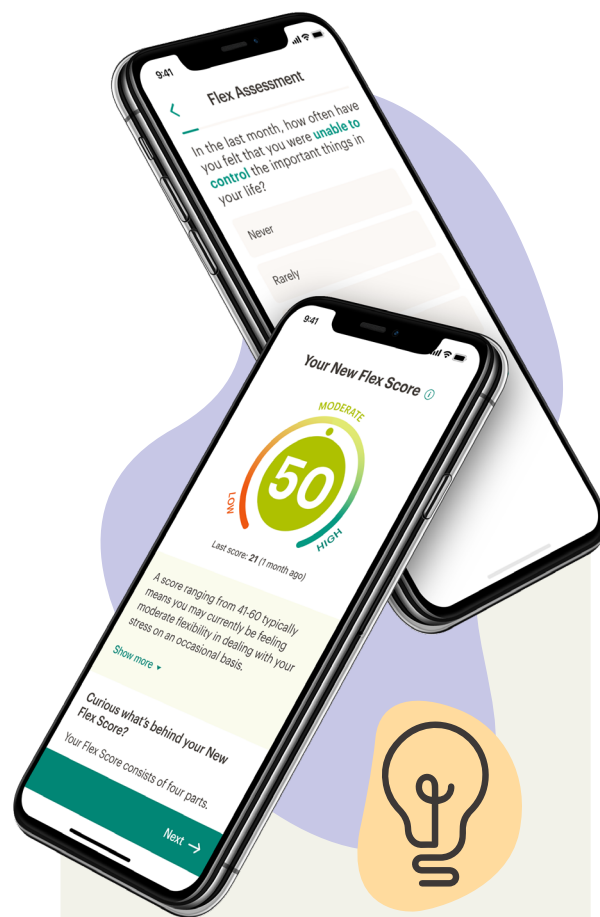 9:41
Flex Assessment
In the last month, how often have
you felt that you were unable to
control the important things in
your life?
Never
Rarely
9:41
Your New Flex Score
MODERATE
50
LOW
HIGH
Last score: 21 (1 month ago)
A score ranging from 41-60 typically
means you may currently be feeling
moderate flexibility in dealing with your
stress on an occasional basis.
Show more
Curious what's behind your New
Flex Score?
Your Flex Score consists of four parts.
Next →